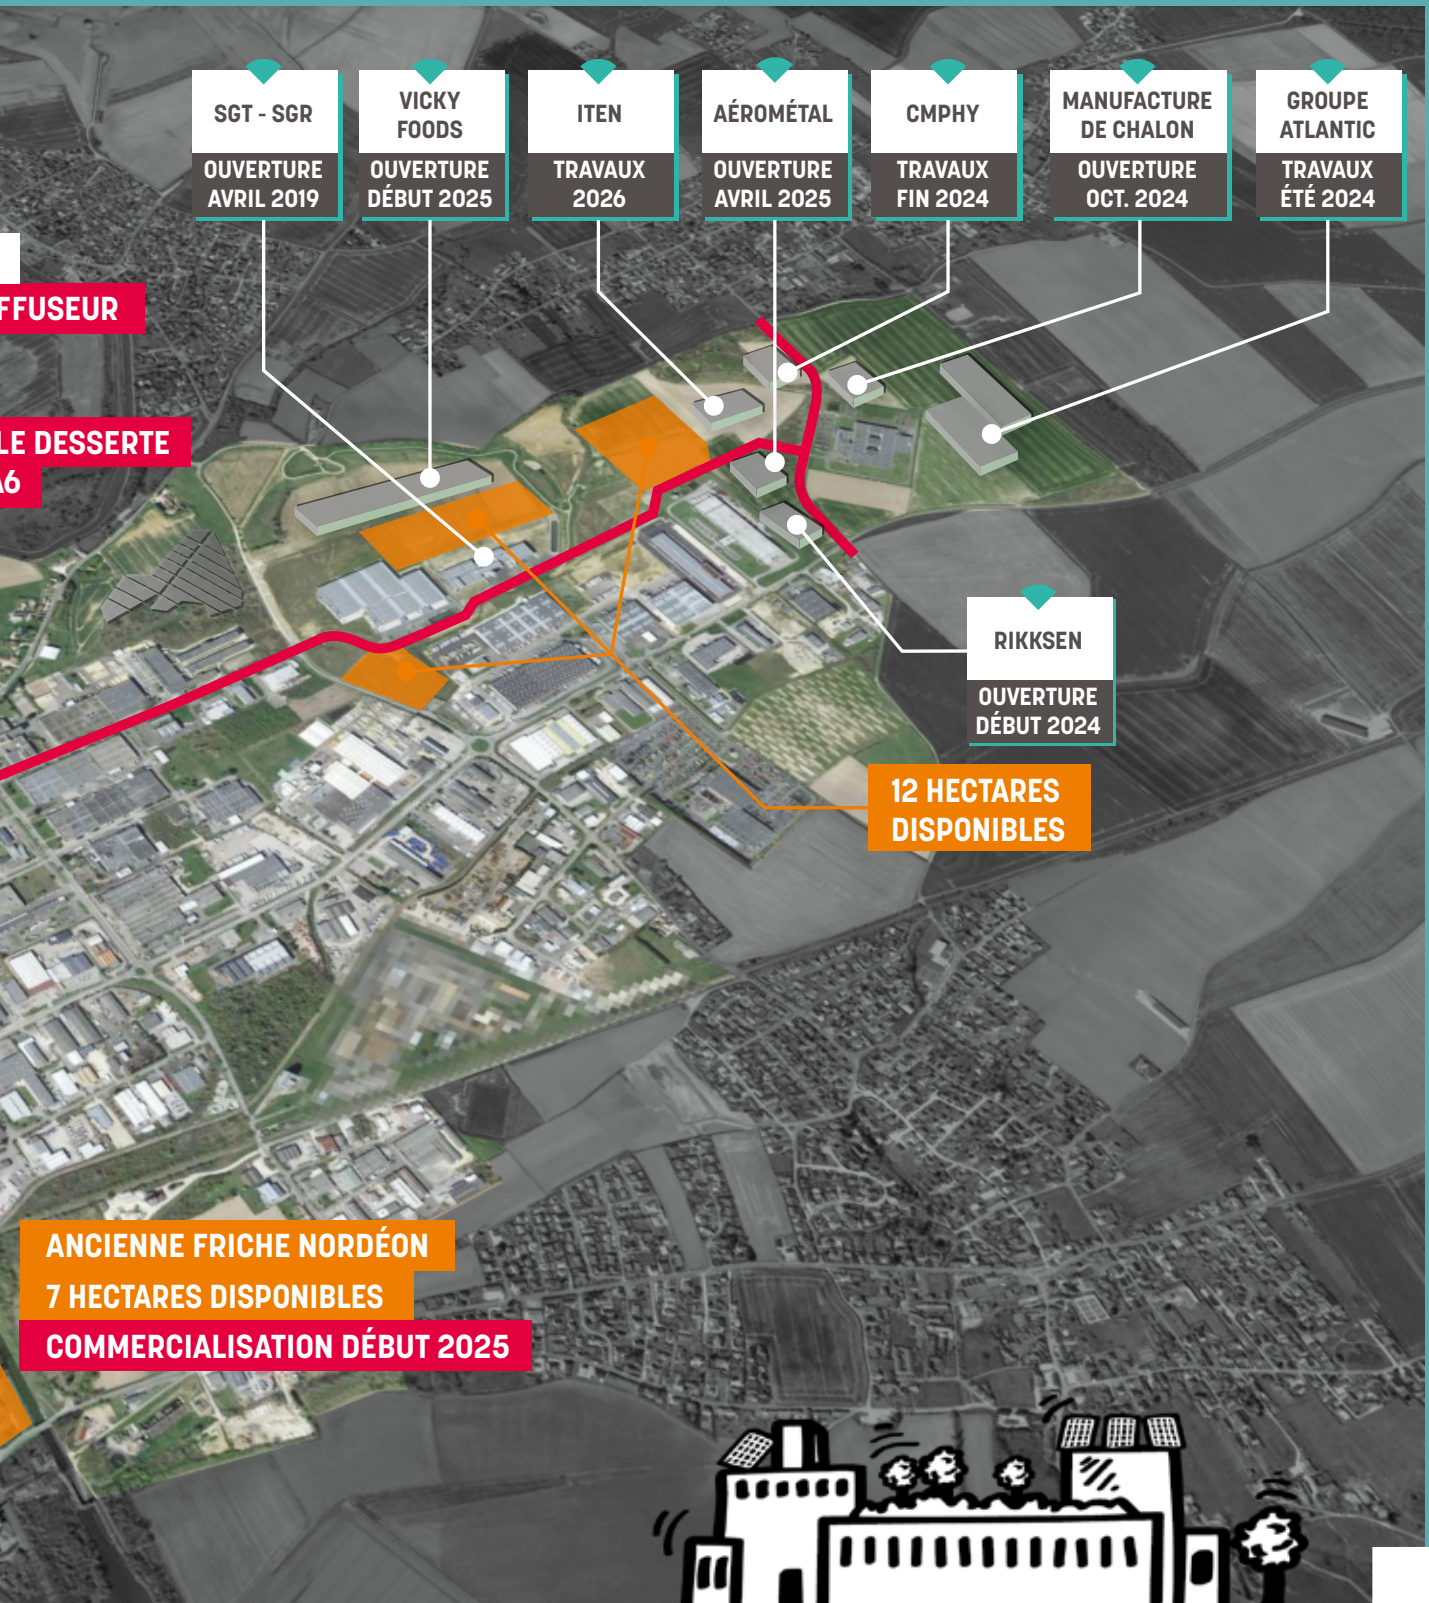 SGT - SGR
OUVERTURE
AVRIL 2019
VICKY
FOODS
OUVERTURE
DÉBUT 2025
ITEN
TRAVAUX
2026
AÉROMÉTAL
OUVERTURE
AVRIL 2025
CMPHY
TRAVAUX
FIN 2024
MANUFACTURE
DE CHALON
OUVERTURE
OCT. 2024
GROUPE
ATLANTIC
TRAVAUX
ÉTÉ 2024
FFUSEUR
LE DESSERTE
A6
RIKKSEN
OUVERTURE
DÉBUT 2024
12 HECTARES
DISPONIBLES
ANCIENNE FRICHE NORDÉON
7 HECTARES DISPONIBLES
COMMERCIALISATION DÉBUT 2025